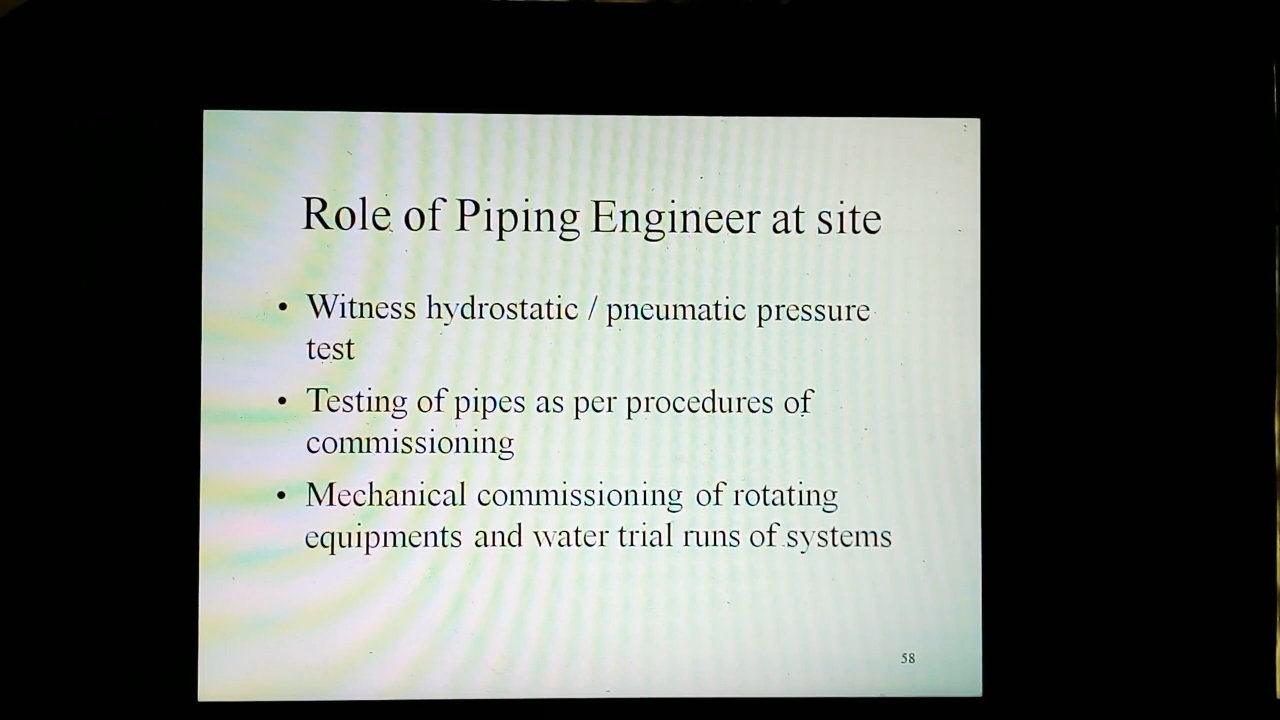 Role of Piping Engineer at site
• Witness hydrostatic / pneumatic pressure
test
• Testing of pipes as per procedures of
commissioning
• Mechanical commissioning of rotating
equipments and water trial runs of systems
58